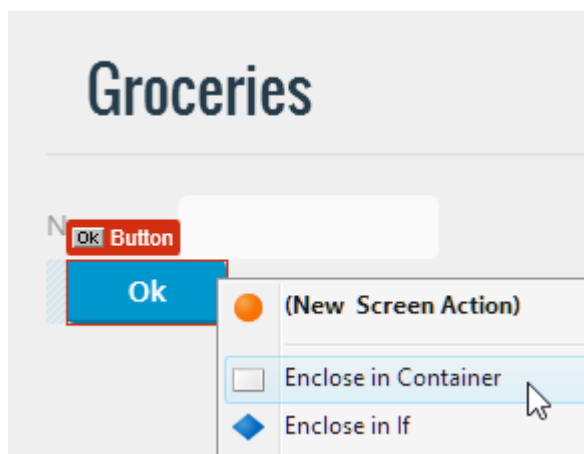 Groceries
N
Ok Button
Ok
(New Screen Action)
Enclose in Container
Enclose in If